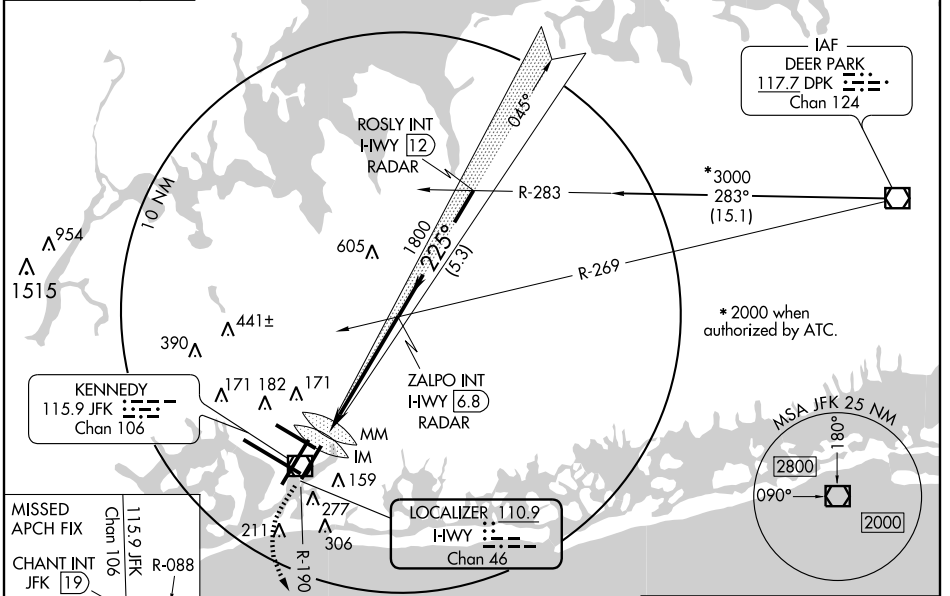 IAF
DEER PARK
117.7 DPK
Chan 124
ROSLY INT
I-IWY 12
RADAR
045°
10 NM
R-283
*3000
283°
(15.1)
954
1515
605
1800
225°
(5.3)
R-269
441±
390
* 2000 when
authorized by ATC.
KENNEDY
115.9 JFK
Chan 106
171
182
171
ZALPO INT
I-IWY 6.8
RADAR
MM
IM
159
277
306
211
R-190
LOCALIZER 110.9
I-IWY
Chan 46
MSA JFK 25 NM
180°
2800
090°
2000
MISSED
APCH FIX
CHANT INT
JFK 19
115.9 JFK
Chan 106
R-088